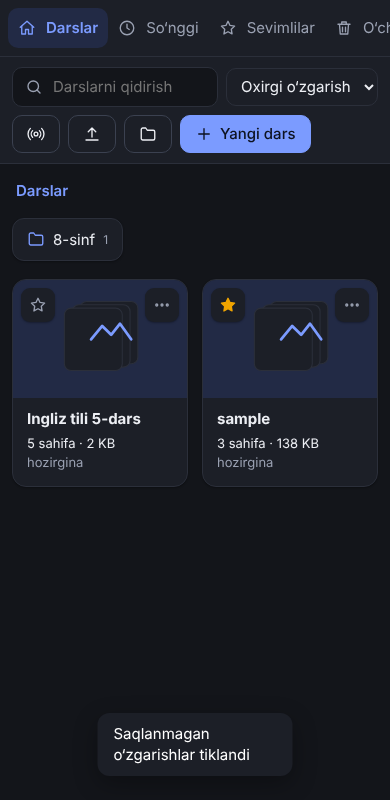 Darslar
So‘nggi
Sevimlilar
O‘ch
Darslarni qidirish
Oxirgi o‘zgarish
Yangi dars
Darslar
8-sinf 1
Ingliz tili 5-dars
5 sahifa · 2 KB
hozirgina
sample
3 sahifa · 138 KB
hozirgina
Saqlanmagan
o‘zgarishlar tiklandi